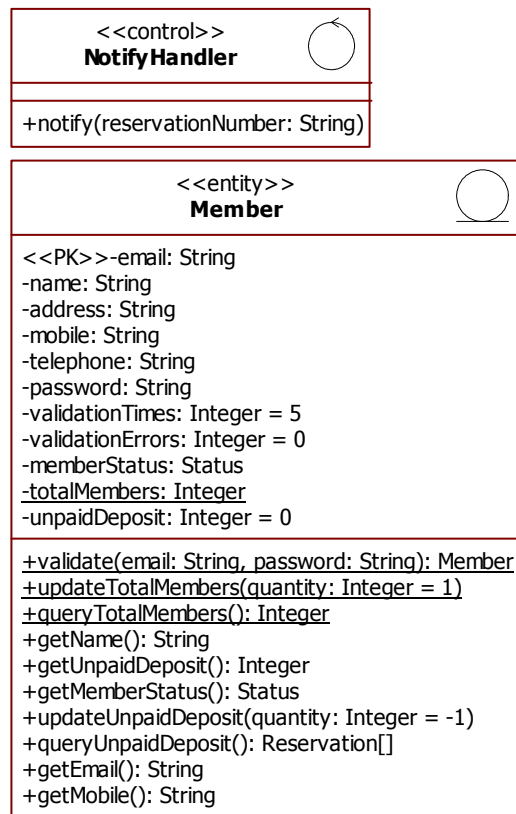 <<control>>
NotifyHandler
+notify(reservationNumber: String)
<<entity>>
Member
<<PK>>-email: String
-name: String
-address: String
-mobile: String
-telephone: String
-password: String
-validationTimes: Integer = 5
-validationErrors: Integer = 0
-memberStatus: Status
-totalMembers: Integer
-unpaidDeposit: Integer = 0
+validate(email: String, password: String): Member
+updateTotalMembers(quantity: Integer = 1)
+queryTotalMembers(): Integer
+getName(): String
+getUnpaidDeposit(): Integer
+getMemberStatus(): Status
+updateUnpaidDeposit(quantity: Integer = -1)
+queryUnpaidDeposit(): Reservation[]
+getEmail(): String
+getMobile(): String